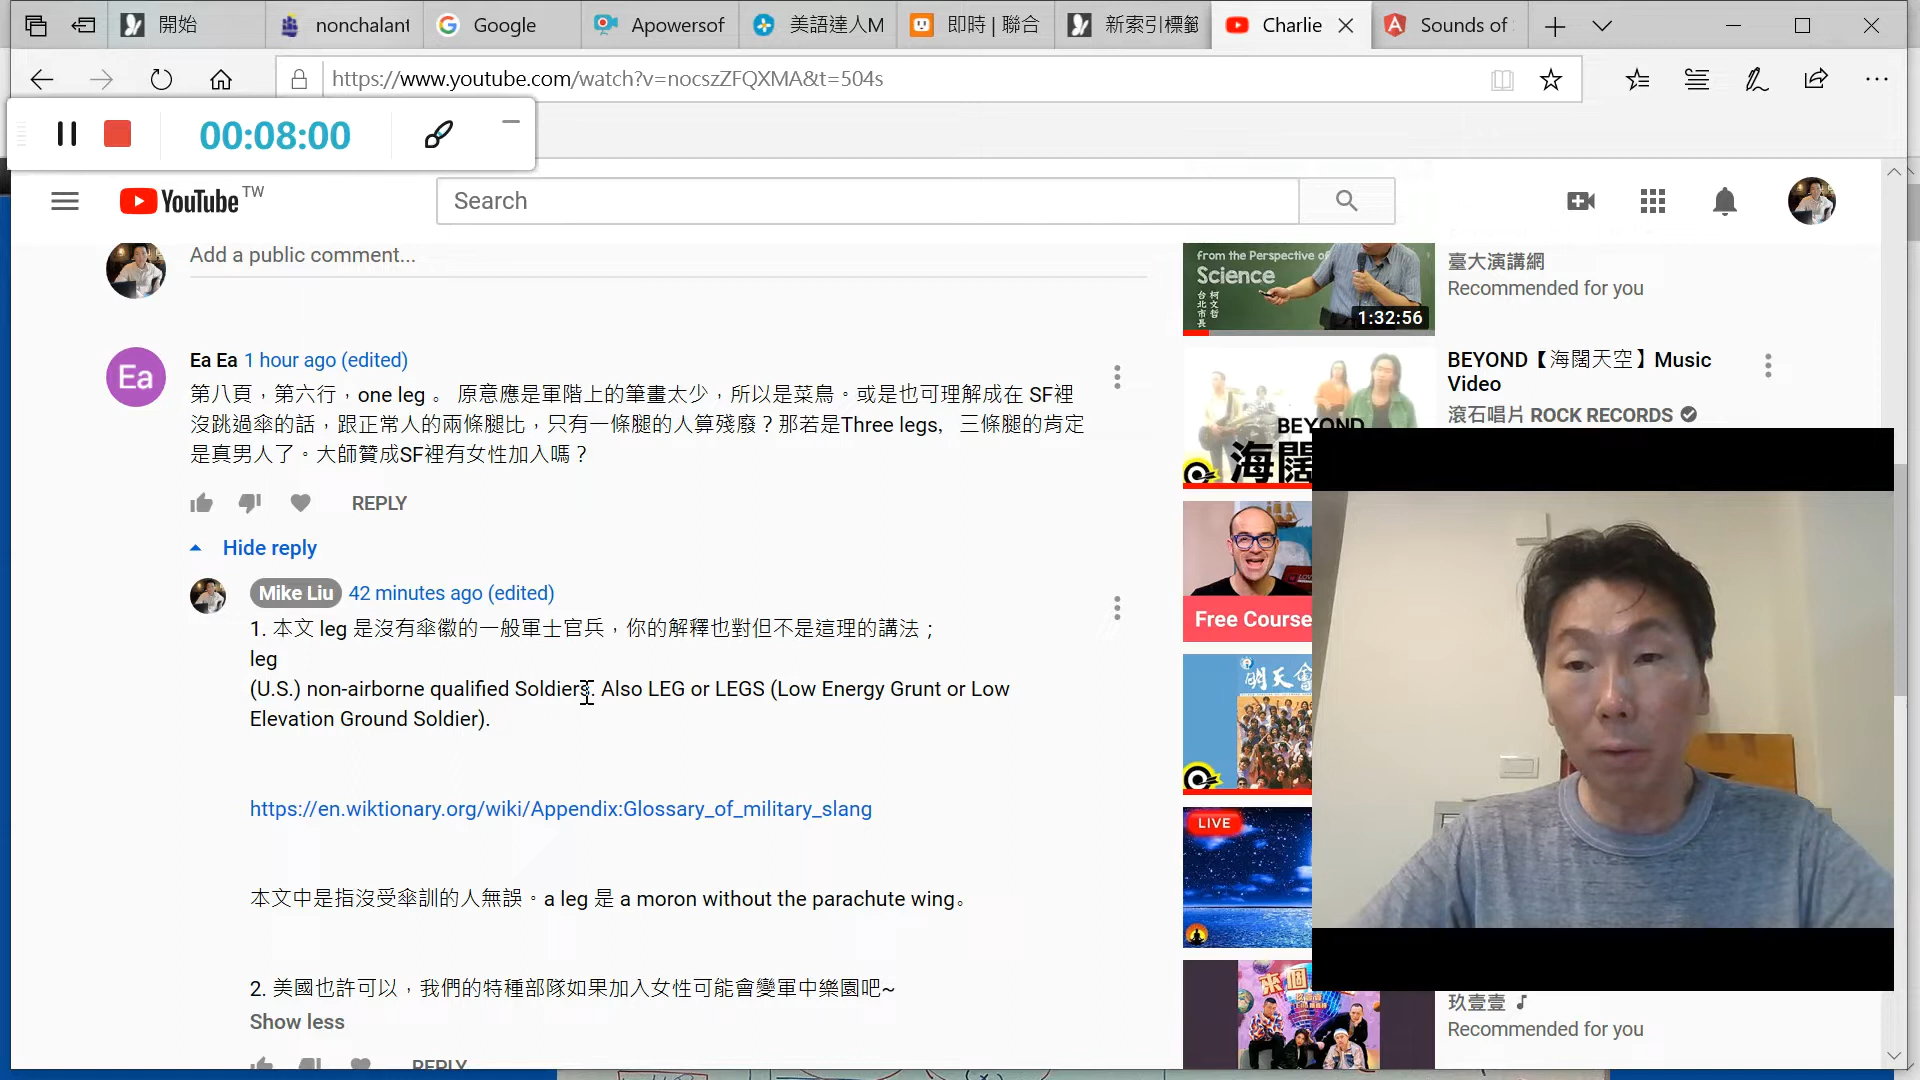 開始
nonchalant
Google
Apowersof
美語達人M
即時 | 聯合
新索引標籤
Charlie
Sounds of
https://www.youtube.com/watch?v=nocszZFQXMA&t=504s
00:08:00
YouTube TW
Search
Add a public comment...
Ea
Ea Ea 1 hour ago (edited)
第八頁，第六行，one leg 。 原意應是軍階上的筆畫太少，所以是菜鳥。或是也可理解成在 SF裡
沒跳過傘的話，跟正常人的兩條腿比，只有一條腿的人算殘廢？那若是Three legs, 三條腿的肯定
是真男人了。大師贊成SF裡有女性加入嗎？
REPLY
Hide reply
Mike Liu 42 minutes ago (edited)
1. 本文 leg 是沒有傘徽的一般軍士官兵，你的解釋也對但不是這理的講法；
leg
(U.S.) non-airborne qualified Soldiers. Also LEG or LEGS (Low Energy Grunt or Low
Elevation Ground Soldier).
https://en.wiktionary.org/wiki/Appendix:Glossary_of_military_slang
本文中是指沒受傘訓的人無誤。a leg 是 a moron without the parachute wing。
2. 美國也許可以，我們的特種部隊如果加入女性可能會變軍中樂園吧~
Show less
REPLY
from the Perspective of
Science
台北市長
柯文哲
1:32:56
臺大演講網
Recommended for you
BEYOND
海闊
BEYOND【海闊天空】Music
Video
滾石唱片 ROCK RECORDS
Free Course
明天會
LIVE
來個
玖壹壹
Recommended for you